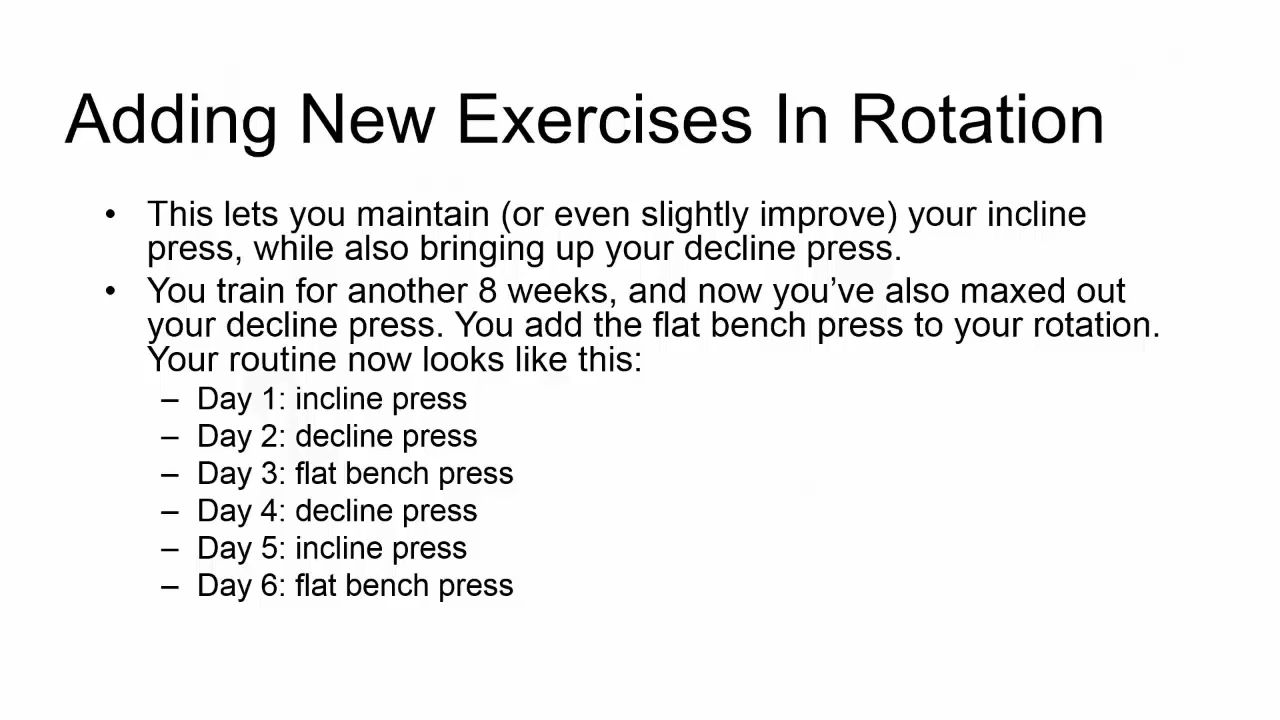 Adding New Exercises In Rotation
• This lets you maintain (or even slightly improve) your incline
press, while also bringing up your decline press.
• You train for another 8 weeks, and now you’ve also maxed out
your decline press. You add the flat bench press to your rotation.
Your routine now looks like this:
– Day 1: incline press
– Day 2: decline press
– Day 3: flat bench press
– Day 4: decline press
– Day 5: incline press
– Day 6: flat bench press